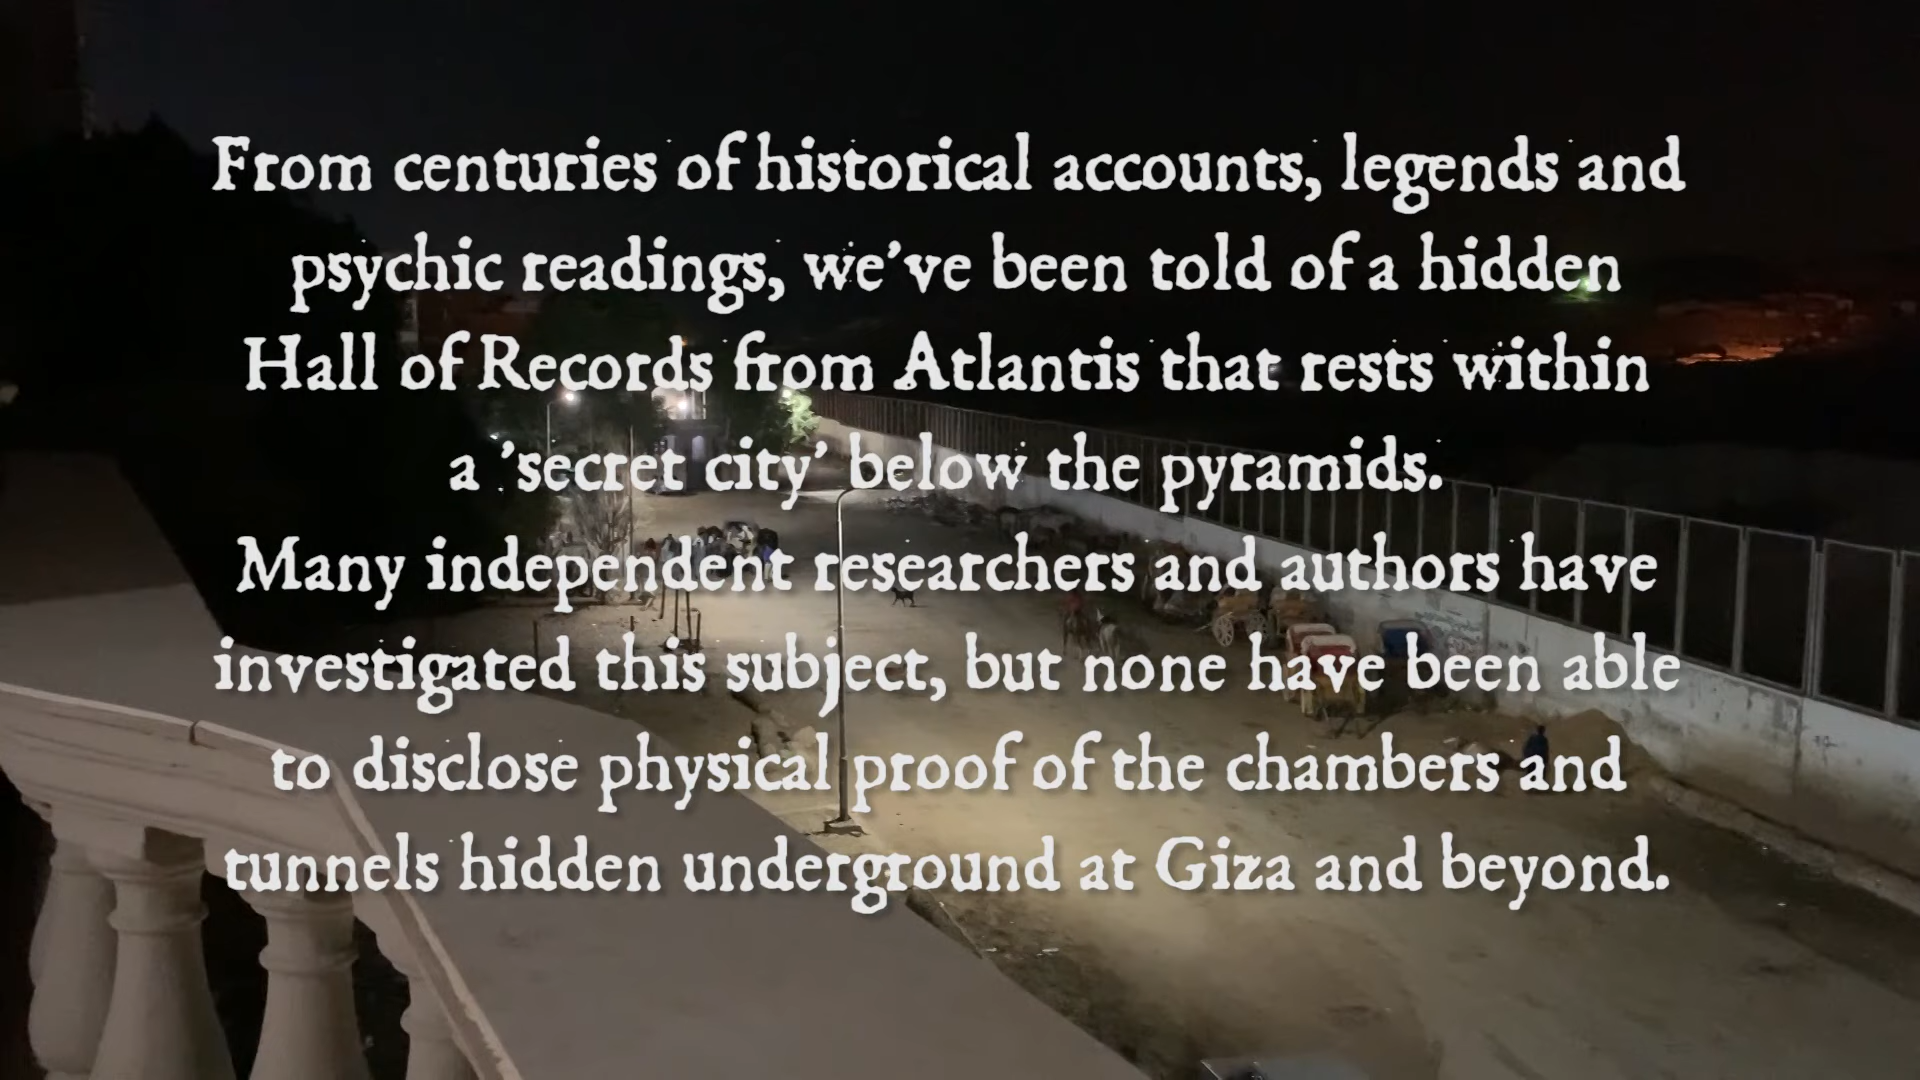 From centuries of historical accounts, legends and
psychic readings, we've been told of a hidden
Hall of Records from Atlantis that rests within
a 'secret city' below the pyramids.
Many independent researchers and authors have
investigated this subject, but none have been able
to disclose physical proof of the chambers and
tunnels hidden underground at Giza and beyond.